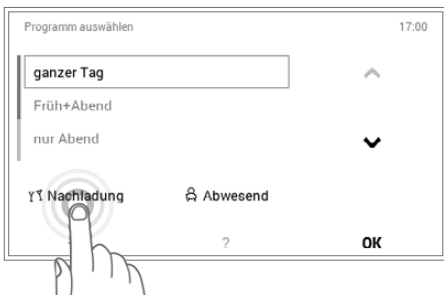 Programm auswählen 17:00
ganzer Tag
Früh+Abend
nur Abend
Nachladung Abwesend
? OK